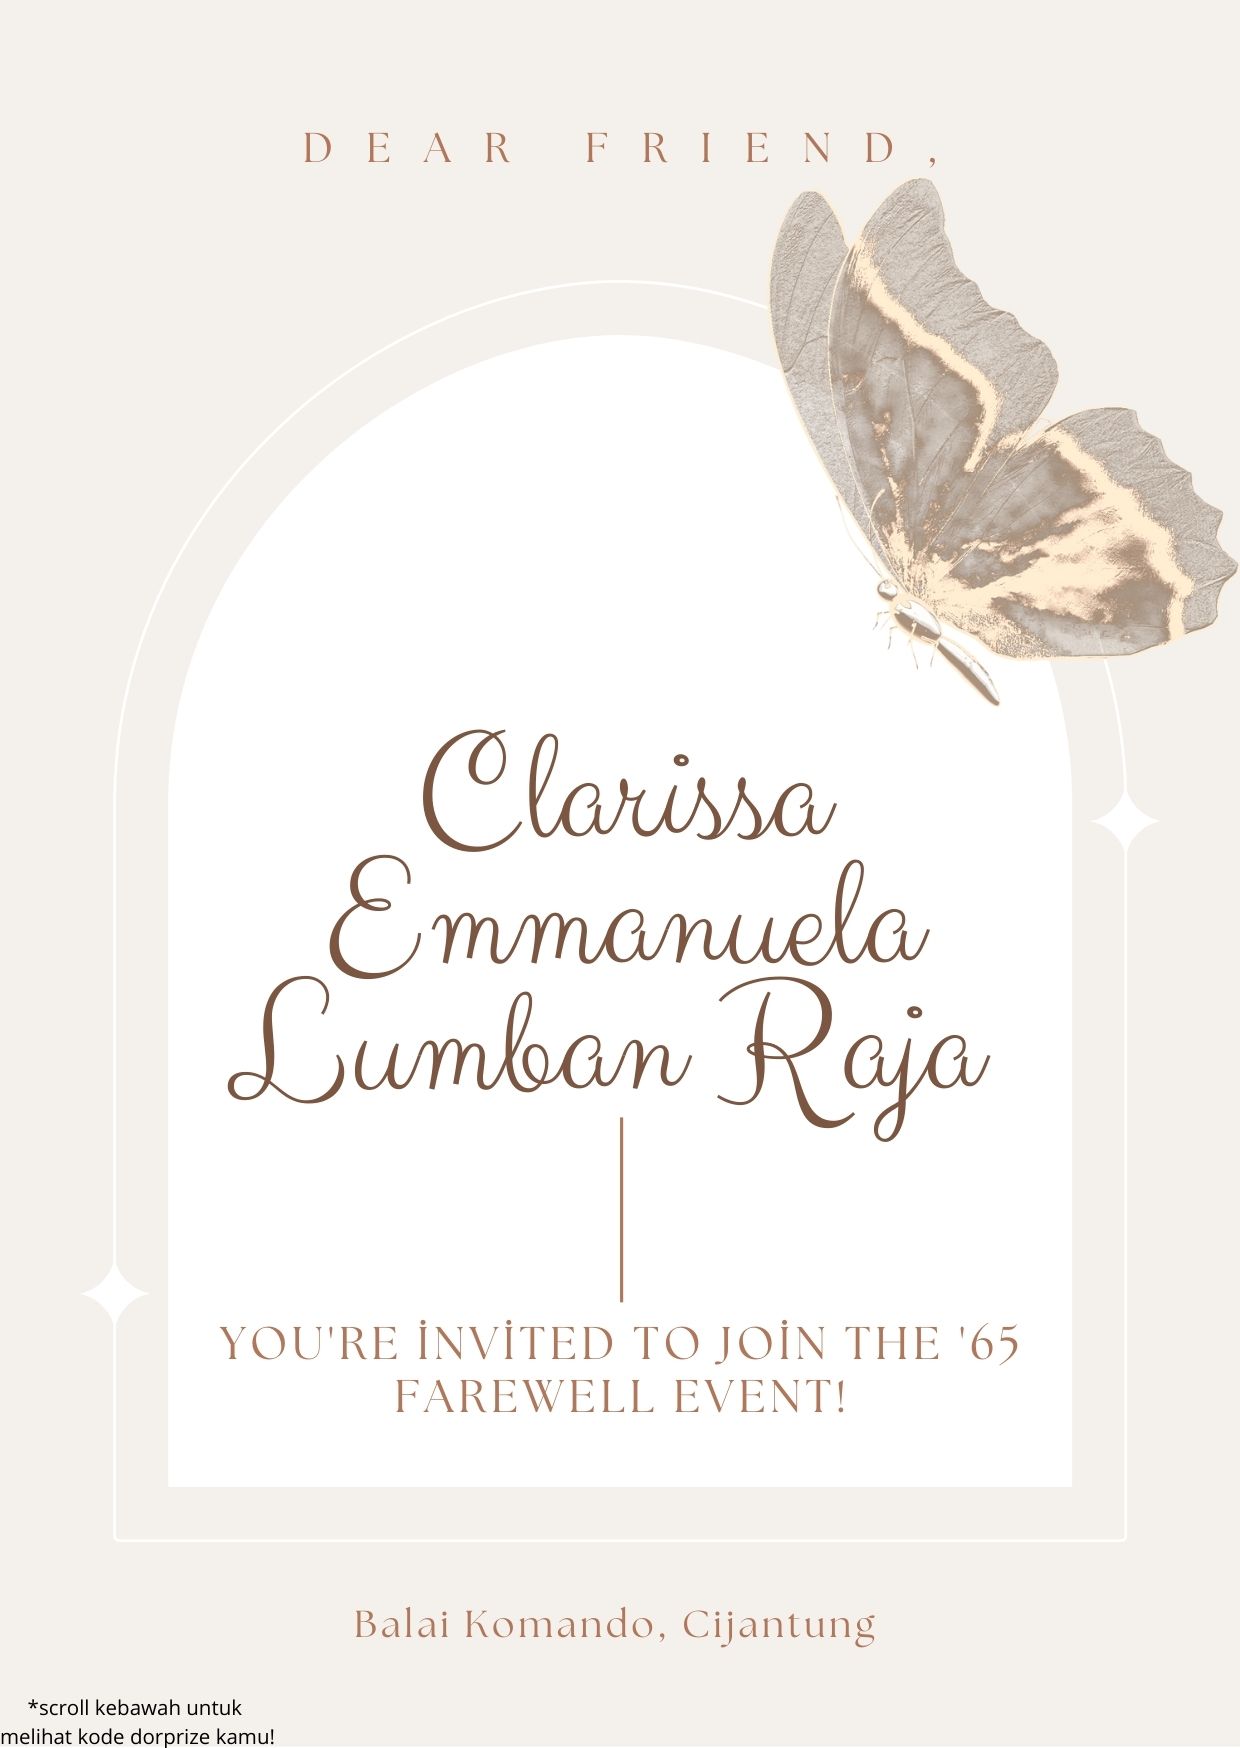 DEAR FRIEND,
Clarissa
Emmanuela
Lumban Raja
YOU'RE İNVİTED TO JOİN THE '65
FAREWELL EVENT!
Balai Komando, Cijantung
*scroll kebawah untuk
melihat kode dorprize kamu!